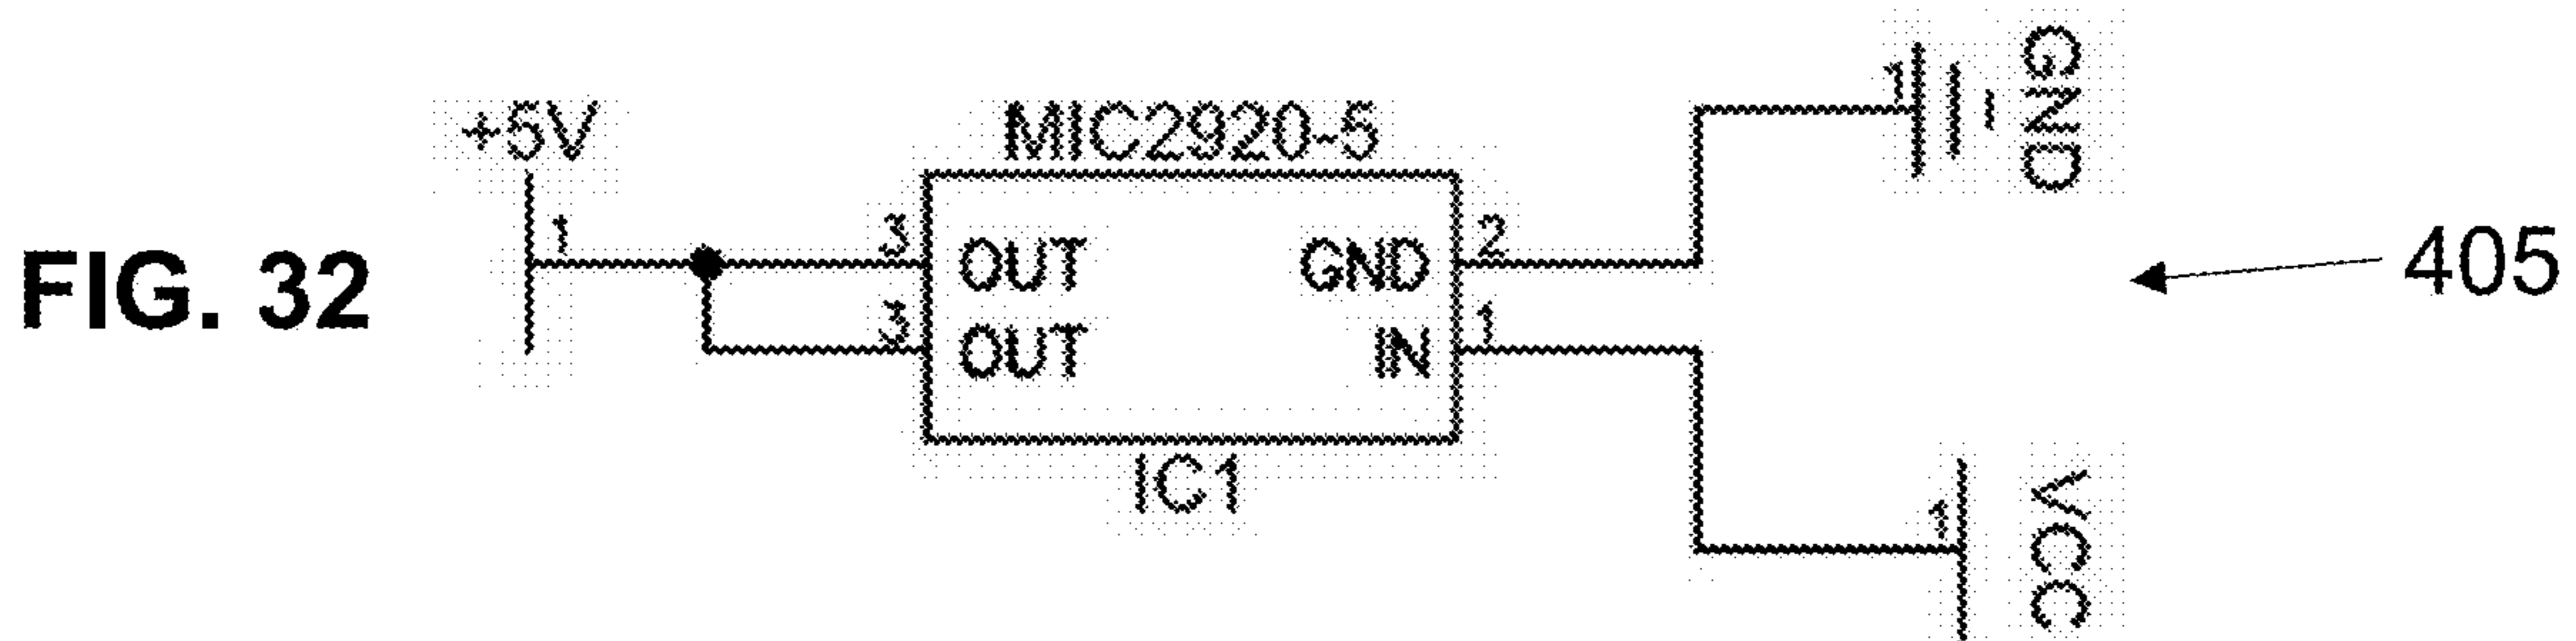 FIG. 32
+5V
1
MIC2920-5
3 OUT GND 2
3 OUT IN 1
IC1
1 GND
1 VCC
405